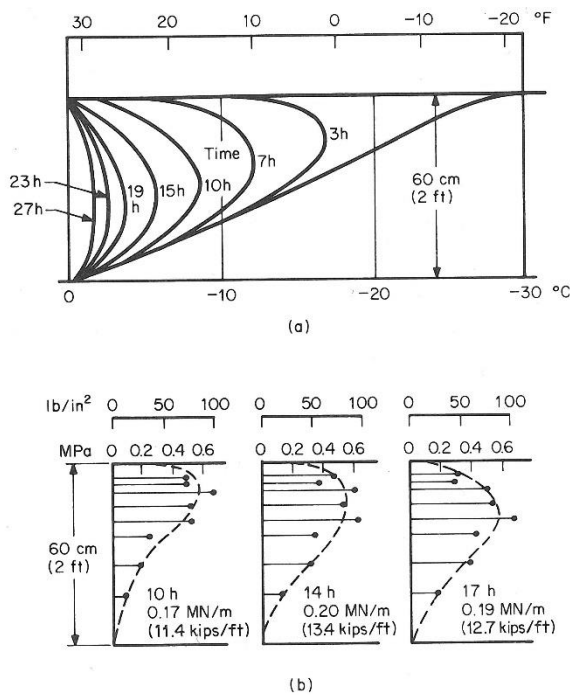 30 20 10 0 -10 -20 °F
Time
3h
7h
10h
15h
19
h
23h
27h
60 cm
(2 ft)
0 -10 -20 -30 °C
(a)
lb/in² 0 50 100 0 50 100 0 50 100
MPa 0 0.2 0.4 0.6 0 0.2 0.4 0.6 0 0.2 0.4 0.6
60 cm
(2 ft)
10 h
0.17 MN/m
(11.4 kips/ft)
14 h
0.20 MN/m
(13.4 kips/ft)
17 h
0.19 MN/m
(12.7 kips/ft)
(b)